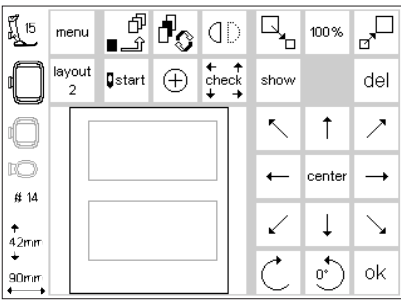 15 menu 100%
layout
2
start check show del
center
# 14
42mm
90mm 0° ok